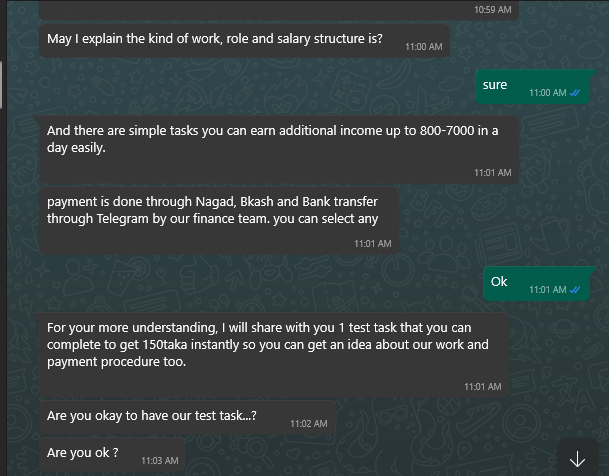 10:59 AM
May I explain the kind of work, role and salary structure is?
11:00 AM
sure
11:00 AM
And there are simple tasks you can earn additional income up to 800-7000 in a
day easily.
11:01 AM
payment is done through Nagad, Bkash and Bank transfer
through Telegram by our finance team. you can select any
11:01 AM
Ok
11:01 AM
For your more understanding, I will share with you 1 test task that you can
complete to get 150taka instantly so you can get an idea about our work and
payment procedure too.
11:01 AM
Are you okay to have our test task...?
11:02 AM
Are you ok ?
11:03 AM